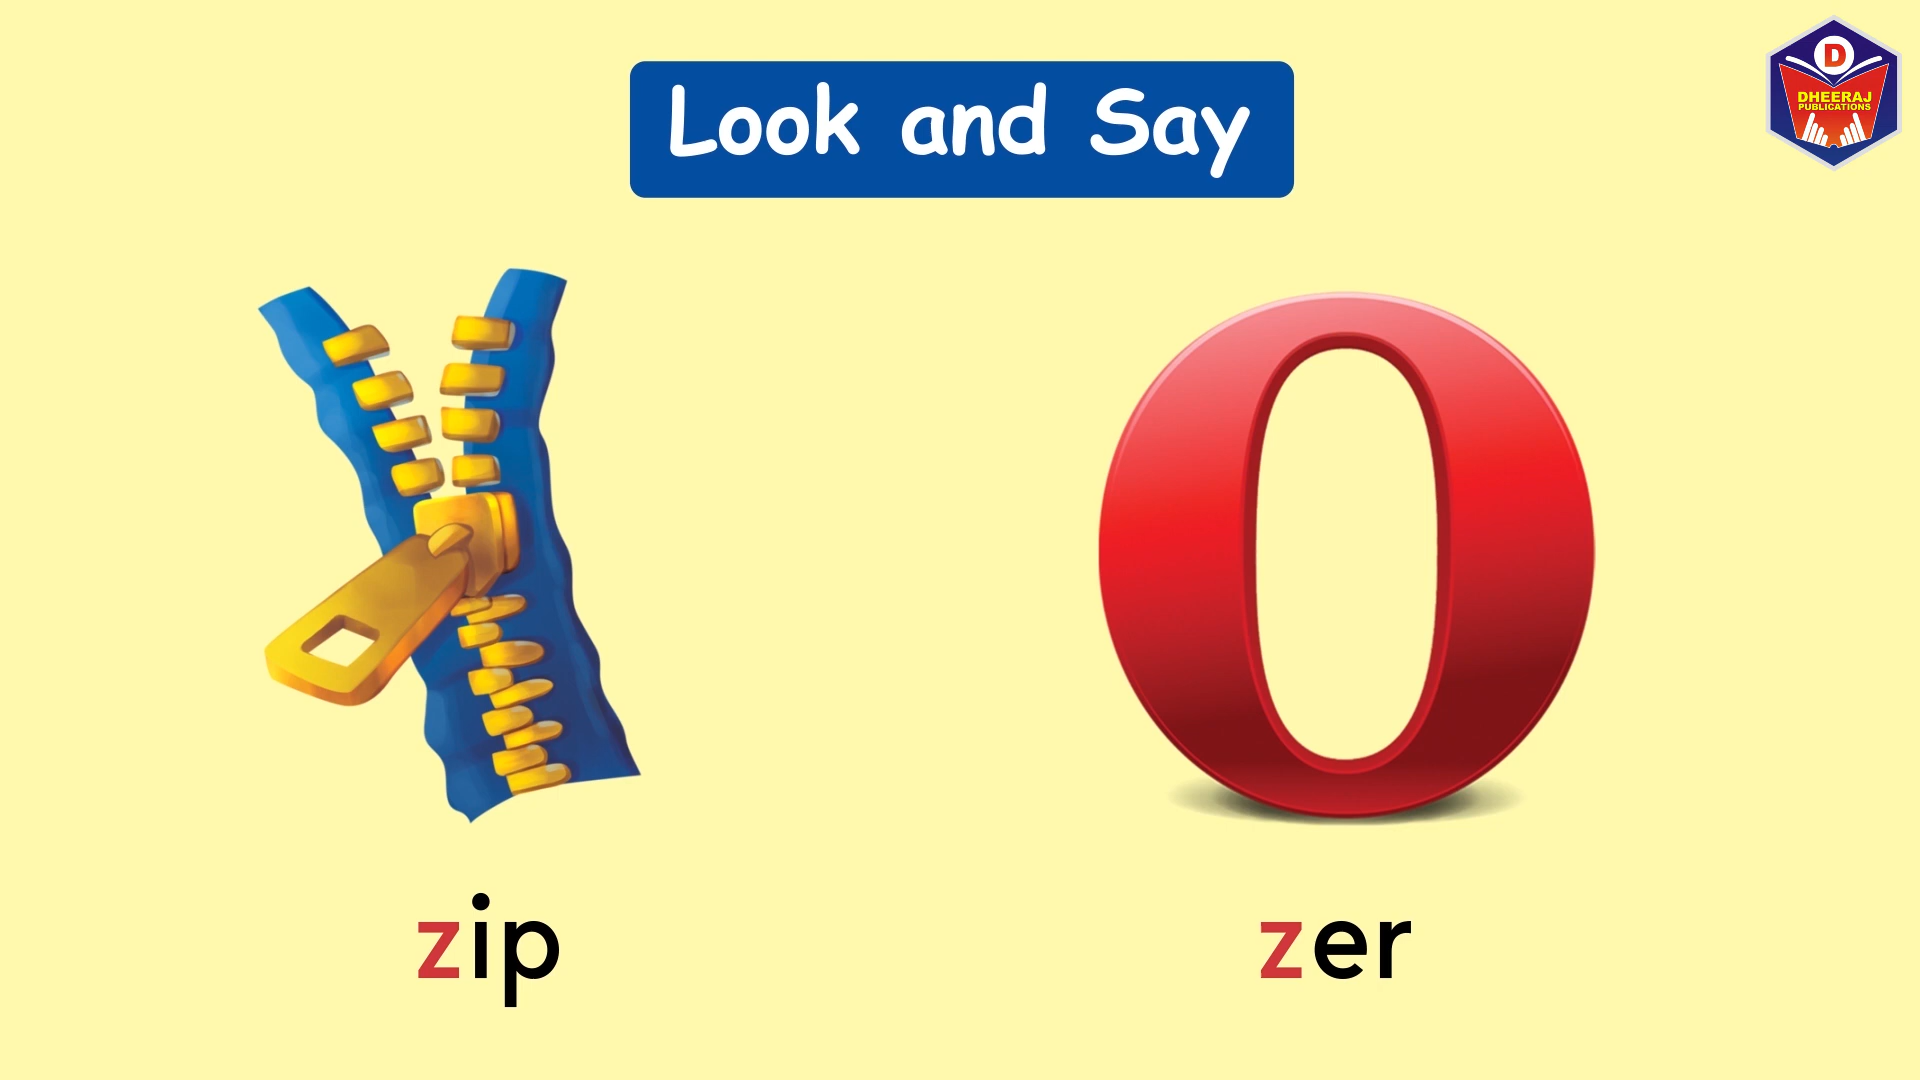 Look and Say
D
DHEERAJ
PUBLICATIONS
zip
zer